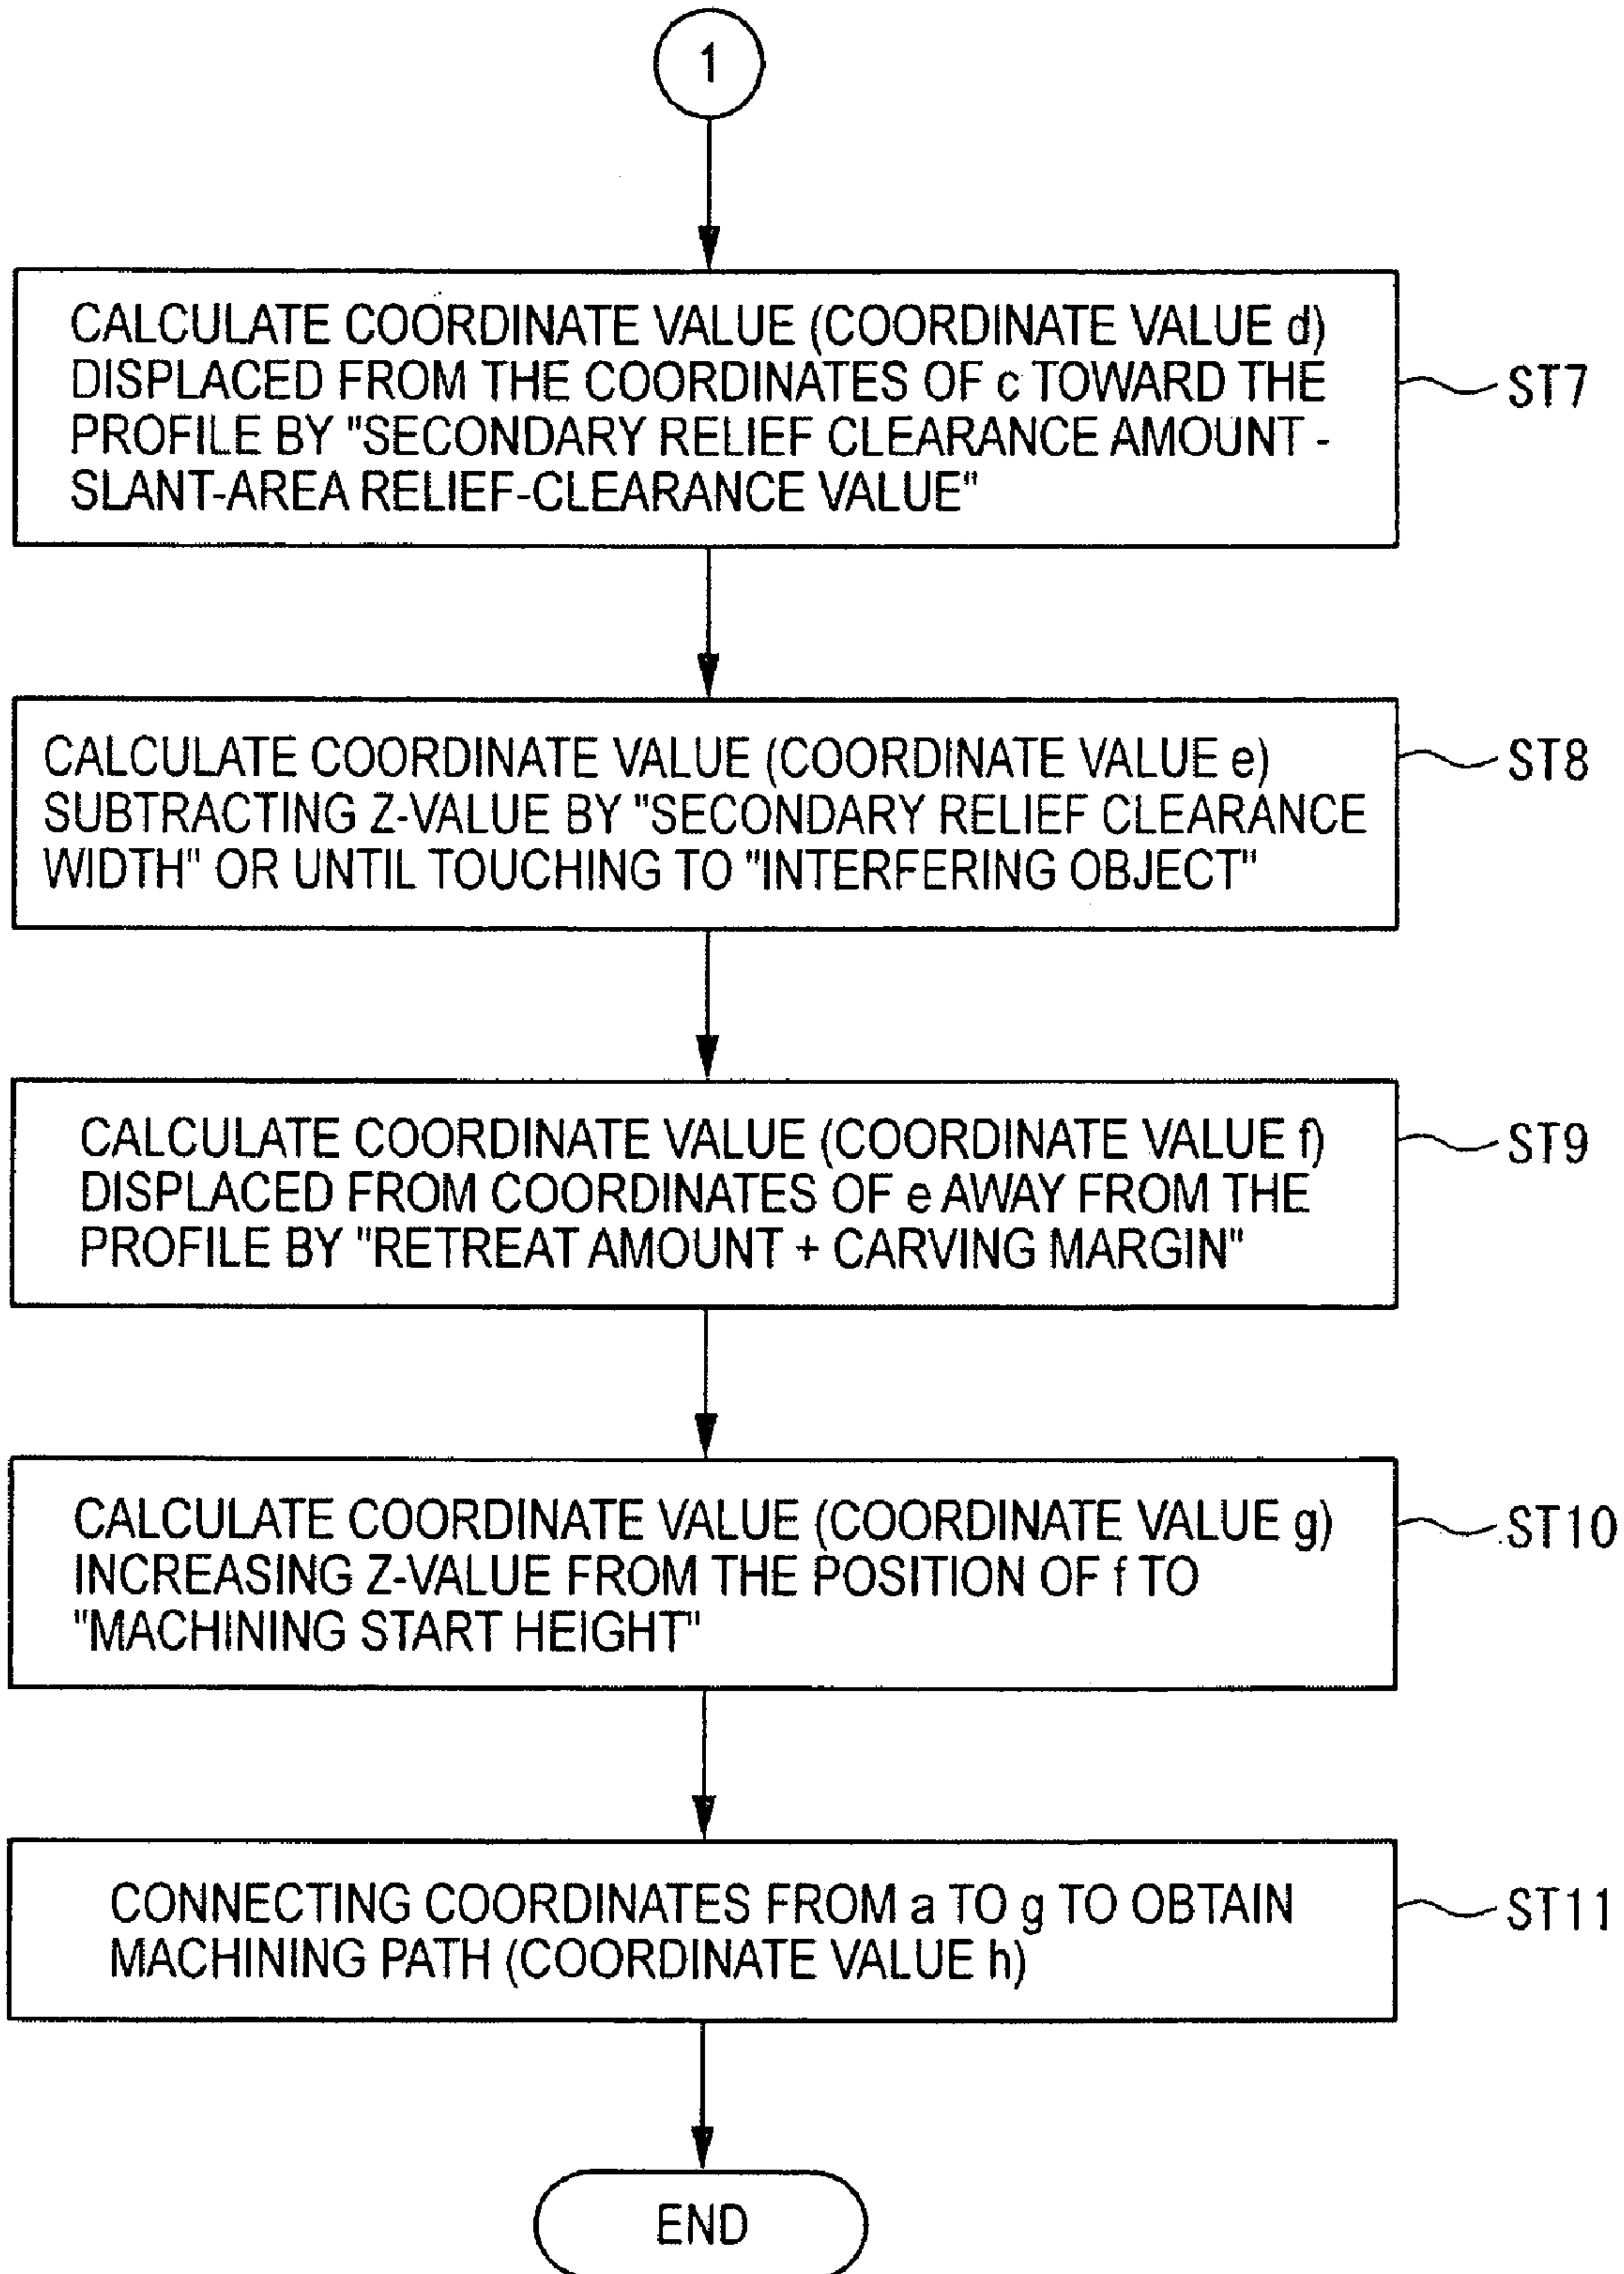 1
CALCULATE COORDINATE VALUE (COORDINATE VALUE d)
DISPLACED FROM THE COORDINATES OF c TOWARD THE
PROFILE BY "SECONDARY RELIEF CLEARANCE AMOUNT -
SLANT-AREA RELIEF-CLEARANCE VALUE"
ST7
CALCULATE COORDINATE VALUE (COORDINATE VALUE e)
SUBTRACTING Z-VALUE BY "SECONDARY RELIEF CLEARANCE
WIDTH" OR UNTIL TOUCHING TO "INTERFERING OBJECT"
ST8
CALCULATE COORDINATE VALUE (COORDINATE VALUE f)
DISPLACED FROM COORDINATES OF e AWAY FROM THE
PROFILE BY "RETREAT AMOUNT + CARVING MARGIN"
ST9
CALCULATE COORDINATE VALUE (COORDINATE VALUE g)
INCREASING Z-VALUE FROM THE POSITION OF f TO
"MACHINING START HEIGHT"
ST10
CONNECTING COORDINATES FROM a TO g TO OBTAIN
MACHINING PATH (COORDINATE VALUE h)
ST11
END